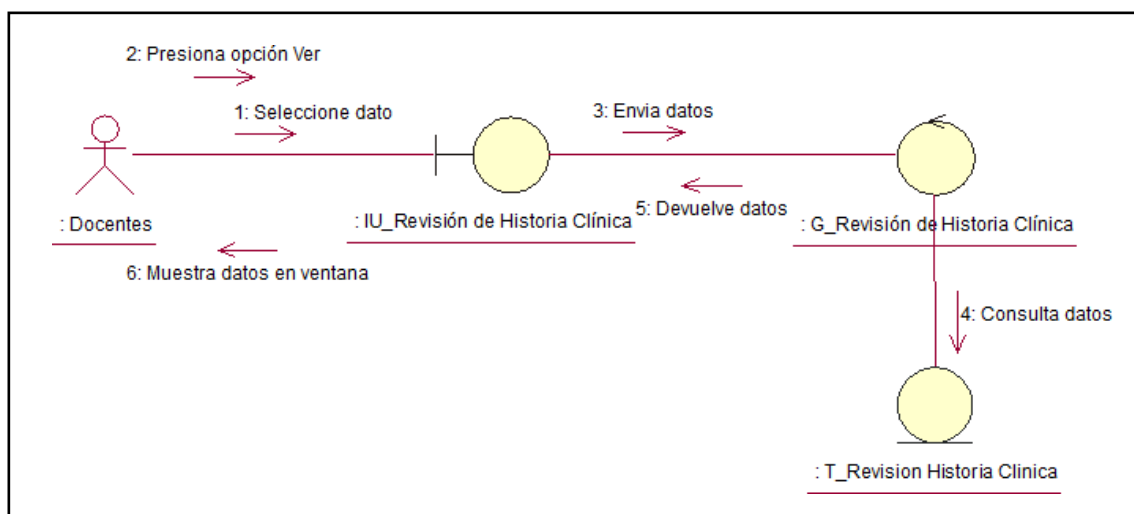 2: Presiona opción Ver
1: Seleccione dato
3: Envia datos
: Docentes
: IU_Revisión de Historia Clínica
5: Devuelve datos
: G_Revisión de Historia Clínica
6: Muestra datos en ventana
4: Consulta datos
: T_Revision Historia Clinica